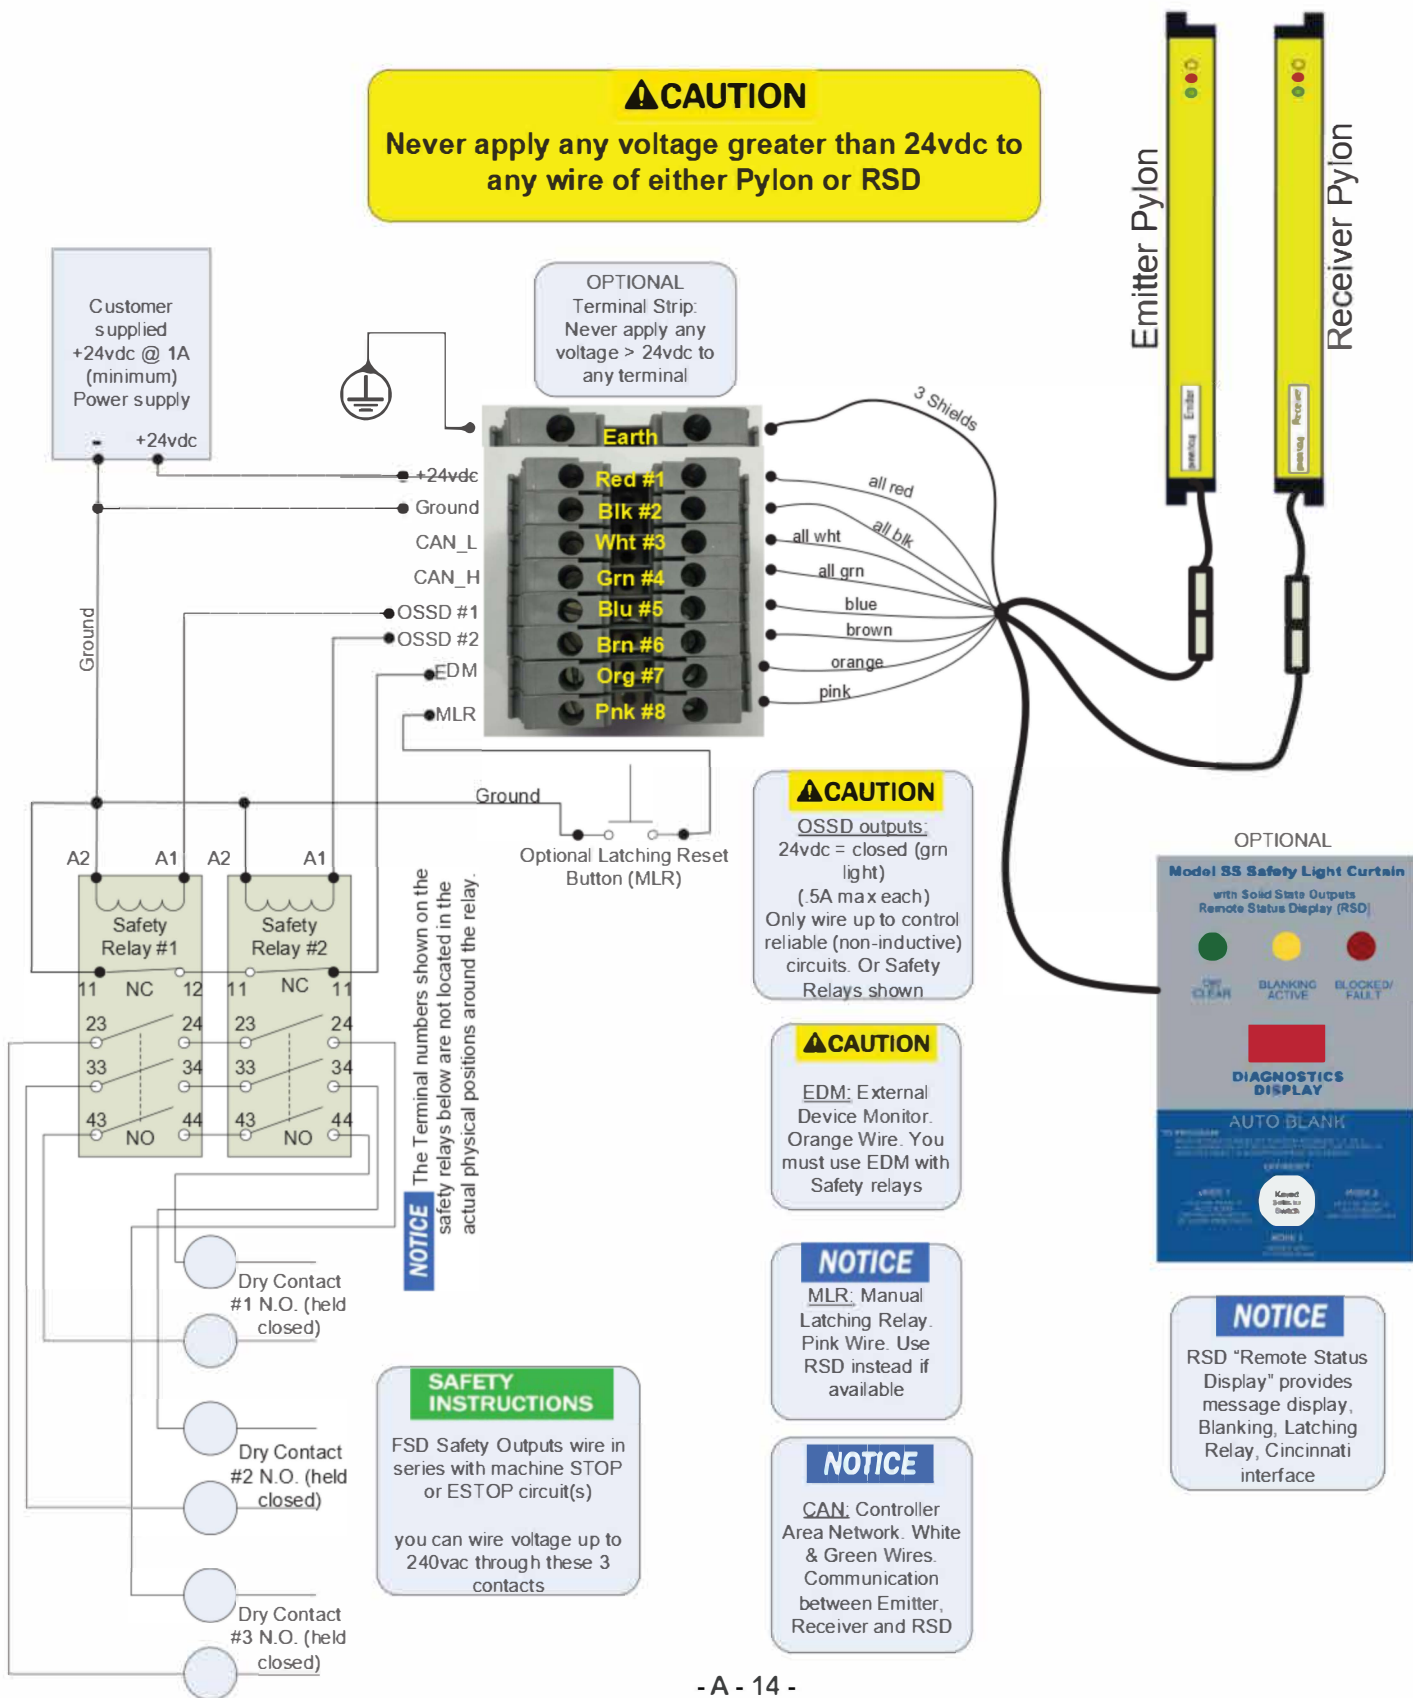 CAUTION
Never apply any voltage greater than 24vdc to
any wire of either Pylon or RSD
Emitter Pylon
Receiver Pylon
Emitter
Receiver
Customer
supplied
+24vdc @ 1A
(minimum)
Power supply
-
+24vdc
OPTIONAL
Terminal Strip:
Never apply any
voltage > 24vdc to
any terminal
Earth
Red #1
Blk #2
Wht #3
Grn #4
Blu #5
Brn #6
Org #7
Pnk #8
+24vdc
Ground
CAN_L
CAN_H
OSSD #1
OSSD #2
EDM
MLR
3 Shields
all red
all blk
all wht
all grn
blue
brown
orange
pink
Ground
Ground
Optional Latching Reset
Button (MLR)
A2
A1
A2
A1
Safety
Relay #1
Safety
Relay #2
11
NC
12
11
NC
11
23
24
23
24
33
34
33
34
43
NO
44
43
NO
44
NOTICE
The Terminal numbers shown on the
safety relays below are not located in the
actual physical positions around the relay.
Dry Contact
#1 N.O. (held
closed)
Dry Contact
#2 N.O. (held
closed)
Dry Contact
#3 N.O. (held
closed)
SAFETY
INSTRUCTIONS
FSD Safety Outputs wire in
series with machine STOP
or ESTOP circuit(s)
you can wire voltage up to
240vac through these 3
contacts
CAUTION
OSSD outputs:
24vdc = closed (grn
light)
(.5A max each)
Only wire up to control
reliable (non-inductive)
circuits. Or Safety
Relays shown
CAUTION
EDM: External
Device Monitor.
Orange Wire. You
must use EDM with
Safety relays
NOTICE
MLR: Manual
Latching Relay.
Pink Wire. Use
RSD instead if
available
NOTICE
CAN: Controller
Area Network. White
& Green Wires.
Communication
between Emitter,
Receiver and RSD
OPTIONAL
Model SS Safety Light Curtain
with Solid State Outputs
Remote Status Display (RSD)
CLEAR
BLANKING
ACTIVE
BLOCKED/
FAULT
DIAGNOSTICS
DISPLAY
AUTO BLANK
TO PROGRAM
Keyed
Switch
NOTICE
RSD "Remote Status
Display" provides
message display,
Blanking, Latching
Relay, Cincinnati
interface
- A - 14 -